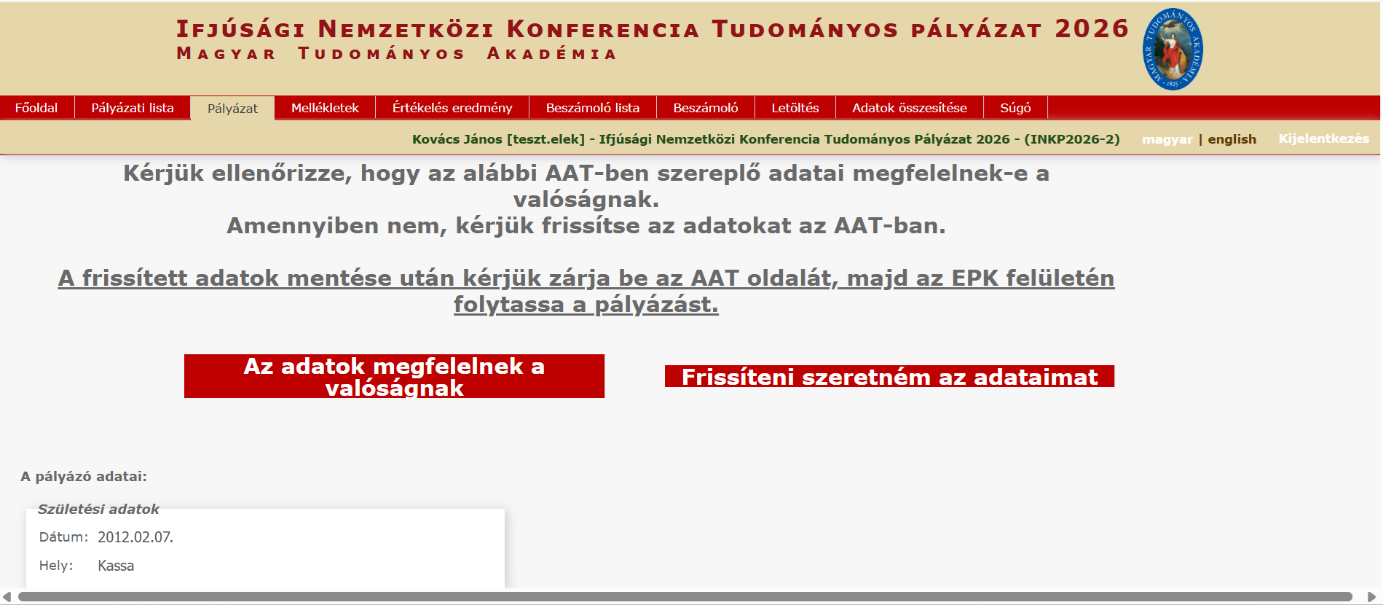 Ifjúsági Nemzetközi Konferencia Tudományos pályázat 2026
Magyar Tudományos Akadémia
MAGYAR TUDOMÁNYOS AKADÉMIA
1825
Főoldal Pályázati lista Pályázat Mellékletek Értékelés eredmény Beszámoló lista Beszámoló Letöltés Adatok összesítése Súgó
Kovács János [teszt.elek] - Ifjúsági Nemzetközi Konferencia Tudományos Pályázat 2026 - (INKP2026-2) magyar | english Kijelentkezés
Kérjük ellenőrizze, hogy az alábbi AAT-ben szereplő adatai megfelelnek-e a
valóságnak.
Amennyiben nem, kérjük frissítse az adatokat az AAT-ban.
A frissített adatok mentése után kérjük zárja be az AAT oldalát, majd az EPK felületén
folytassa a pályázást.
Az adatok megfelelnek a
valóságnak
Frissíteni szeretném az adataimat
A pályázó adatai:
Születési adatok
Dátum: 2012.02.07.
Hely: Kassa